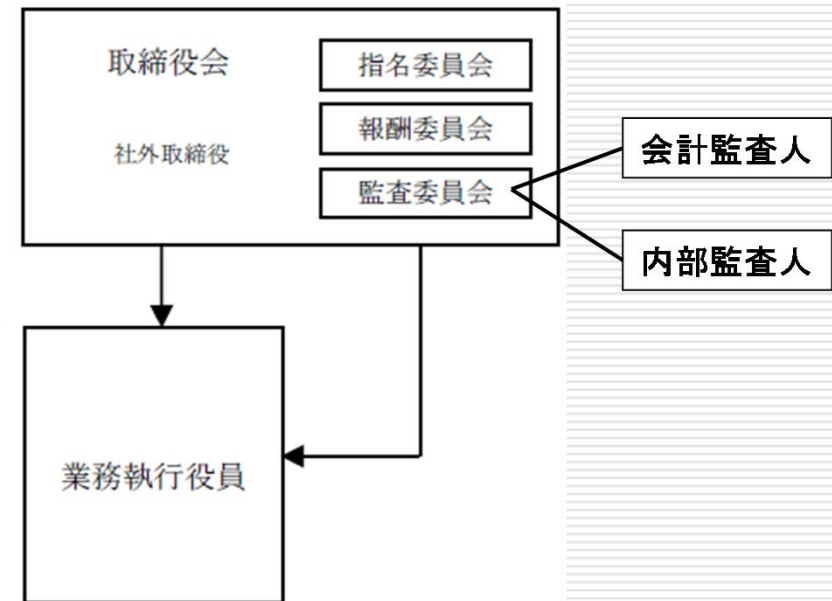 取締役会
指名委員会
報酬委員会
社外取締役
監査委員会
会計監査人
内部監査人
業務執行役員